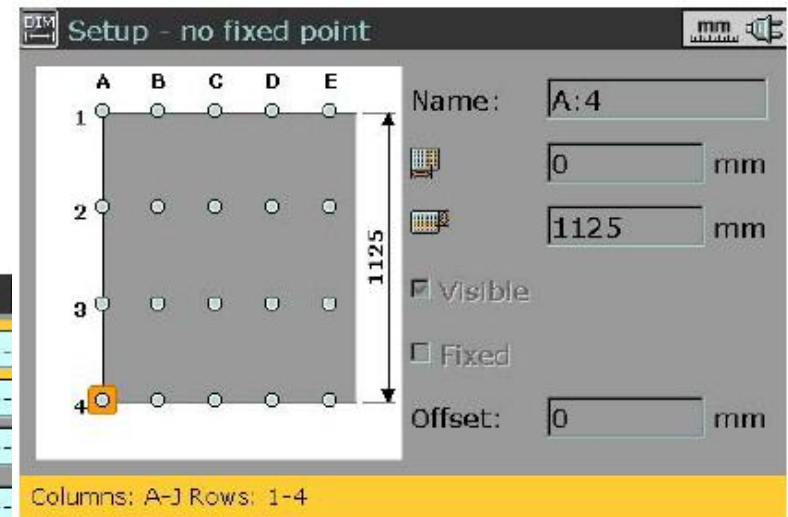 DIM Setup - no fixed point mm
A B C D E
1
2
3
4
1125
Name: A:4
0 mm
1125 mm
Visible
Fixed
Offset: 0 mm
Columns: A-J Rows: 1-4